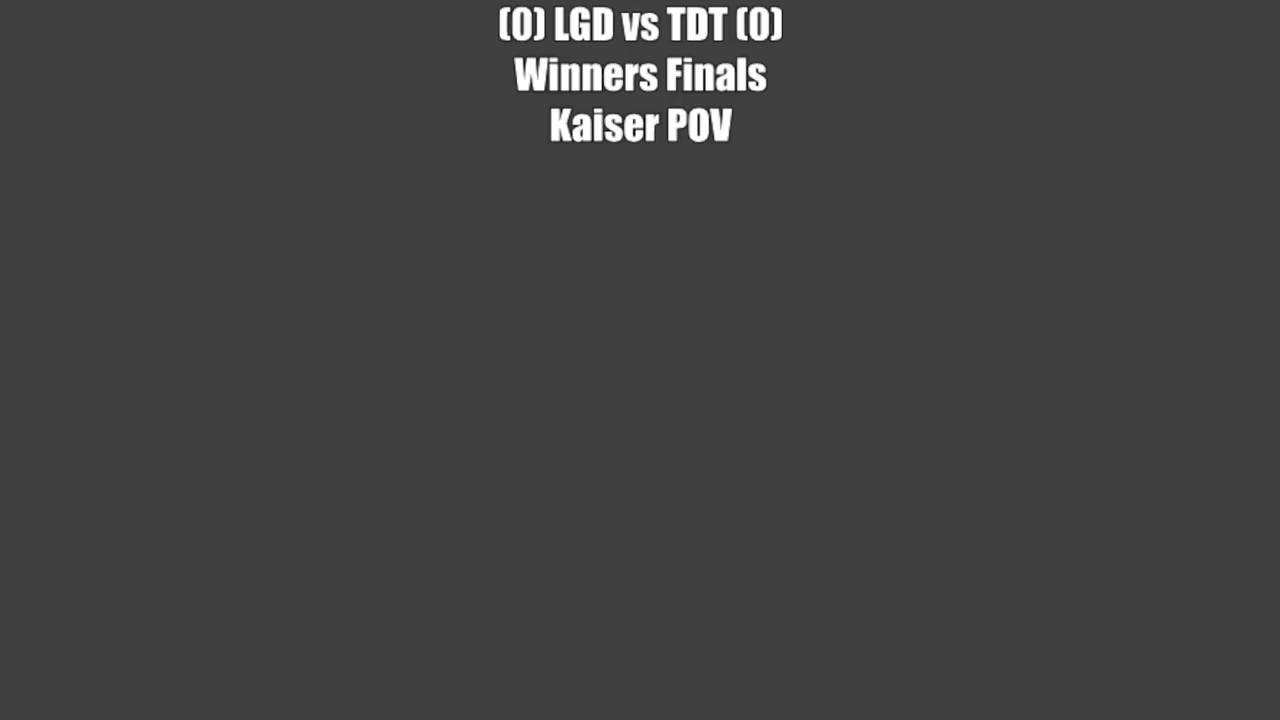 (0) LGD vs TDT (0)
Winners Finals
Kaiser POV